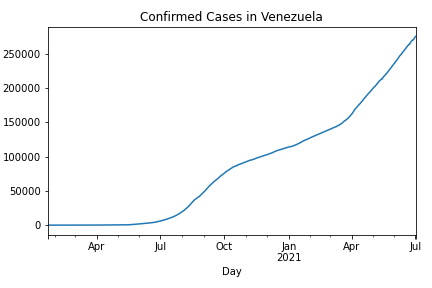 Confirmed Cases in Venezuela
250000
200000
150000
100000
50000
0
Apr Jul Oct Jan Apr Jul
2021
Day